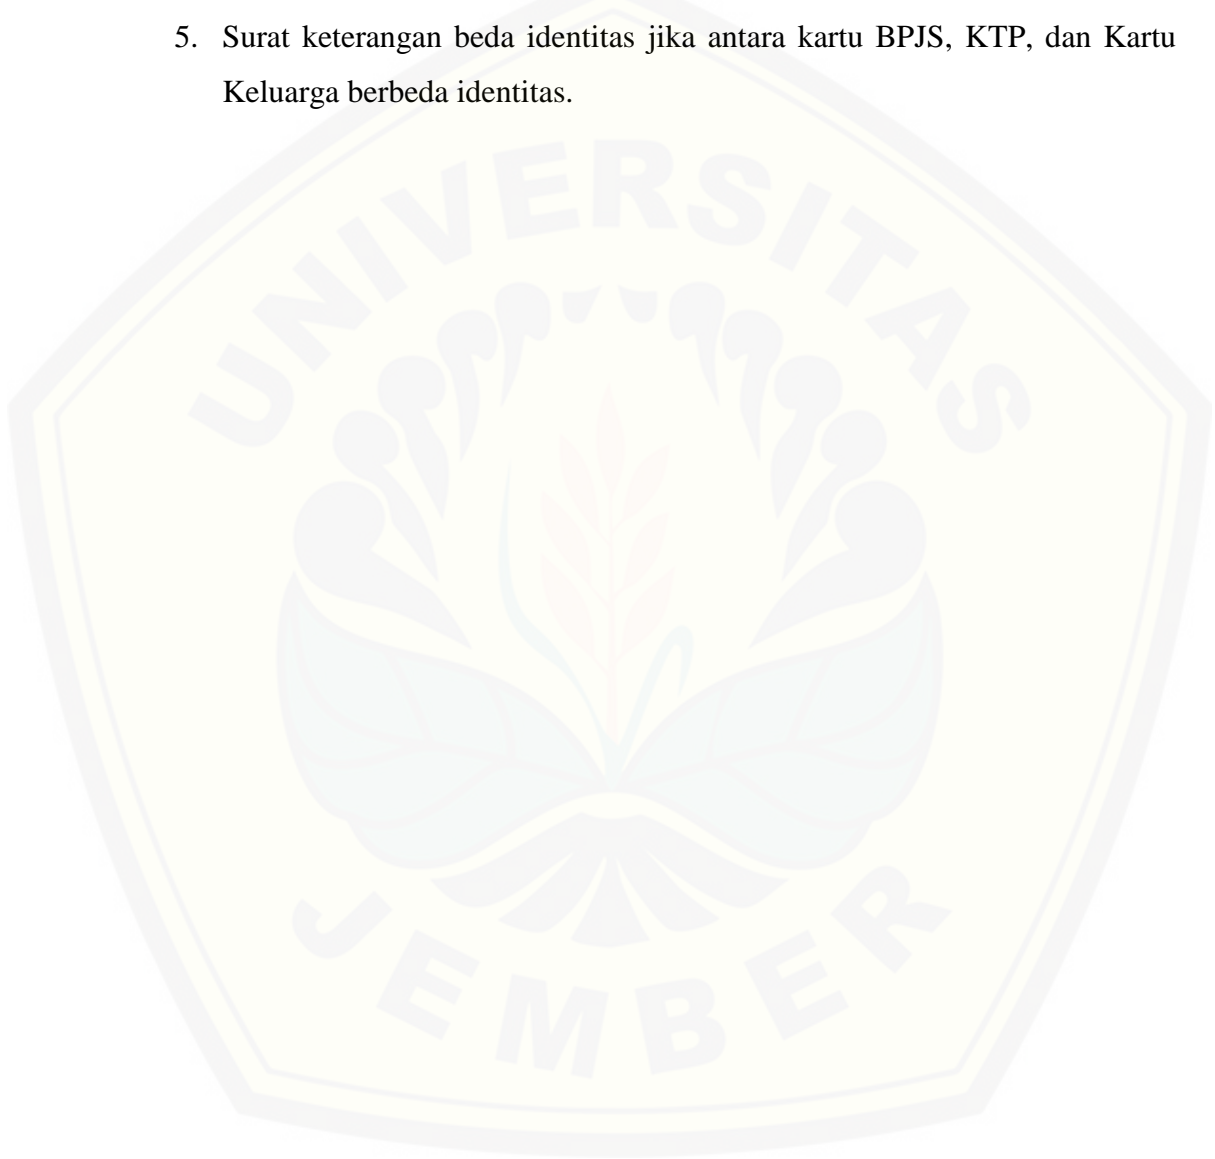 5. Surat keterangan beda identitas jika antara kartu BPJS, KTP, dan Kartu
Keluarga berbeda identitas.
UNIVERSITAS
JEMBER